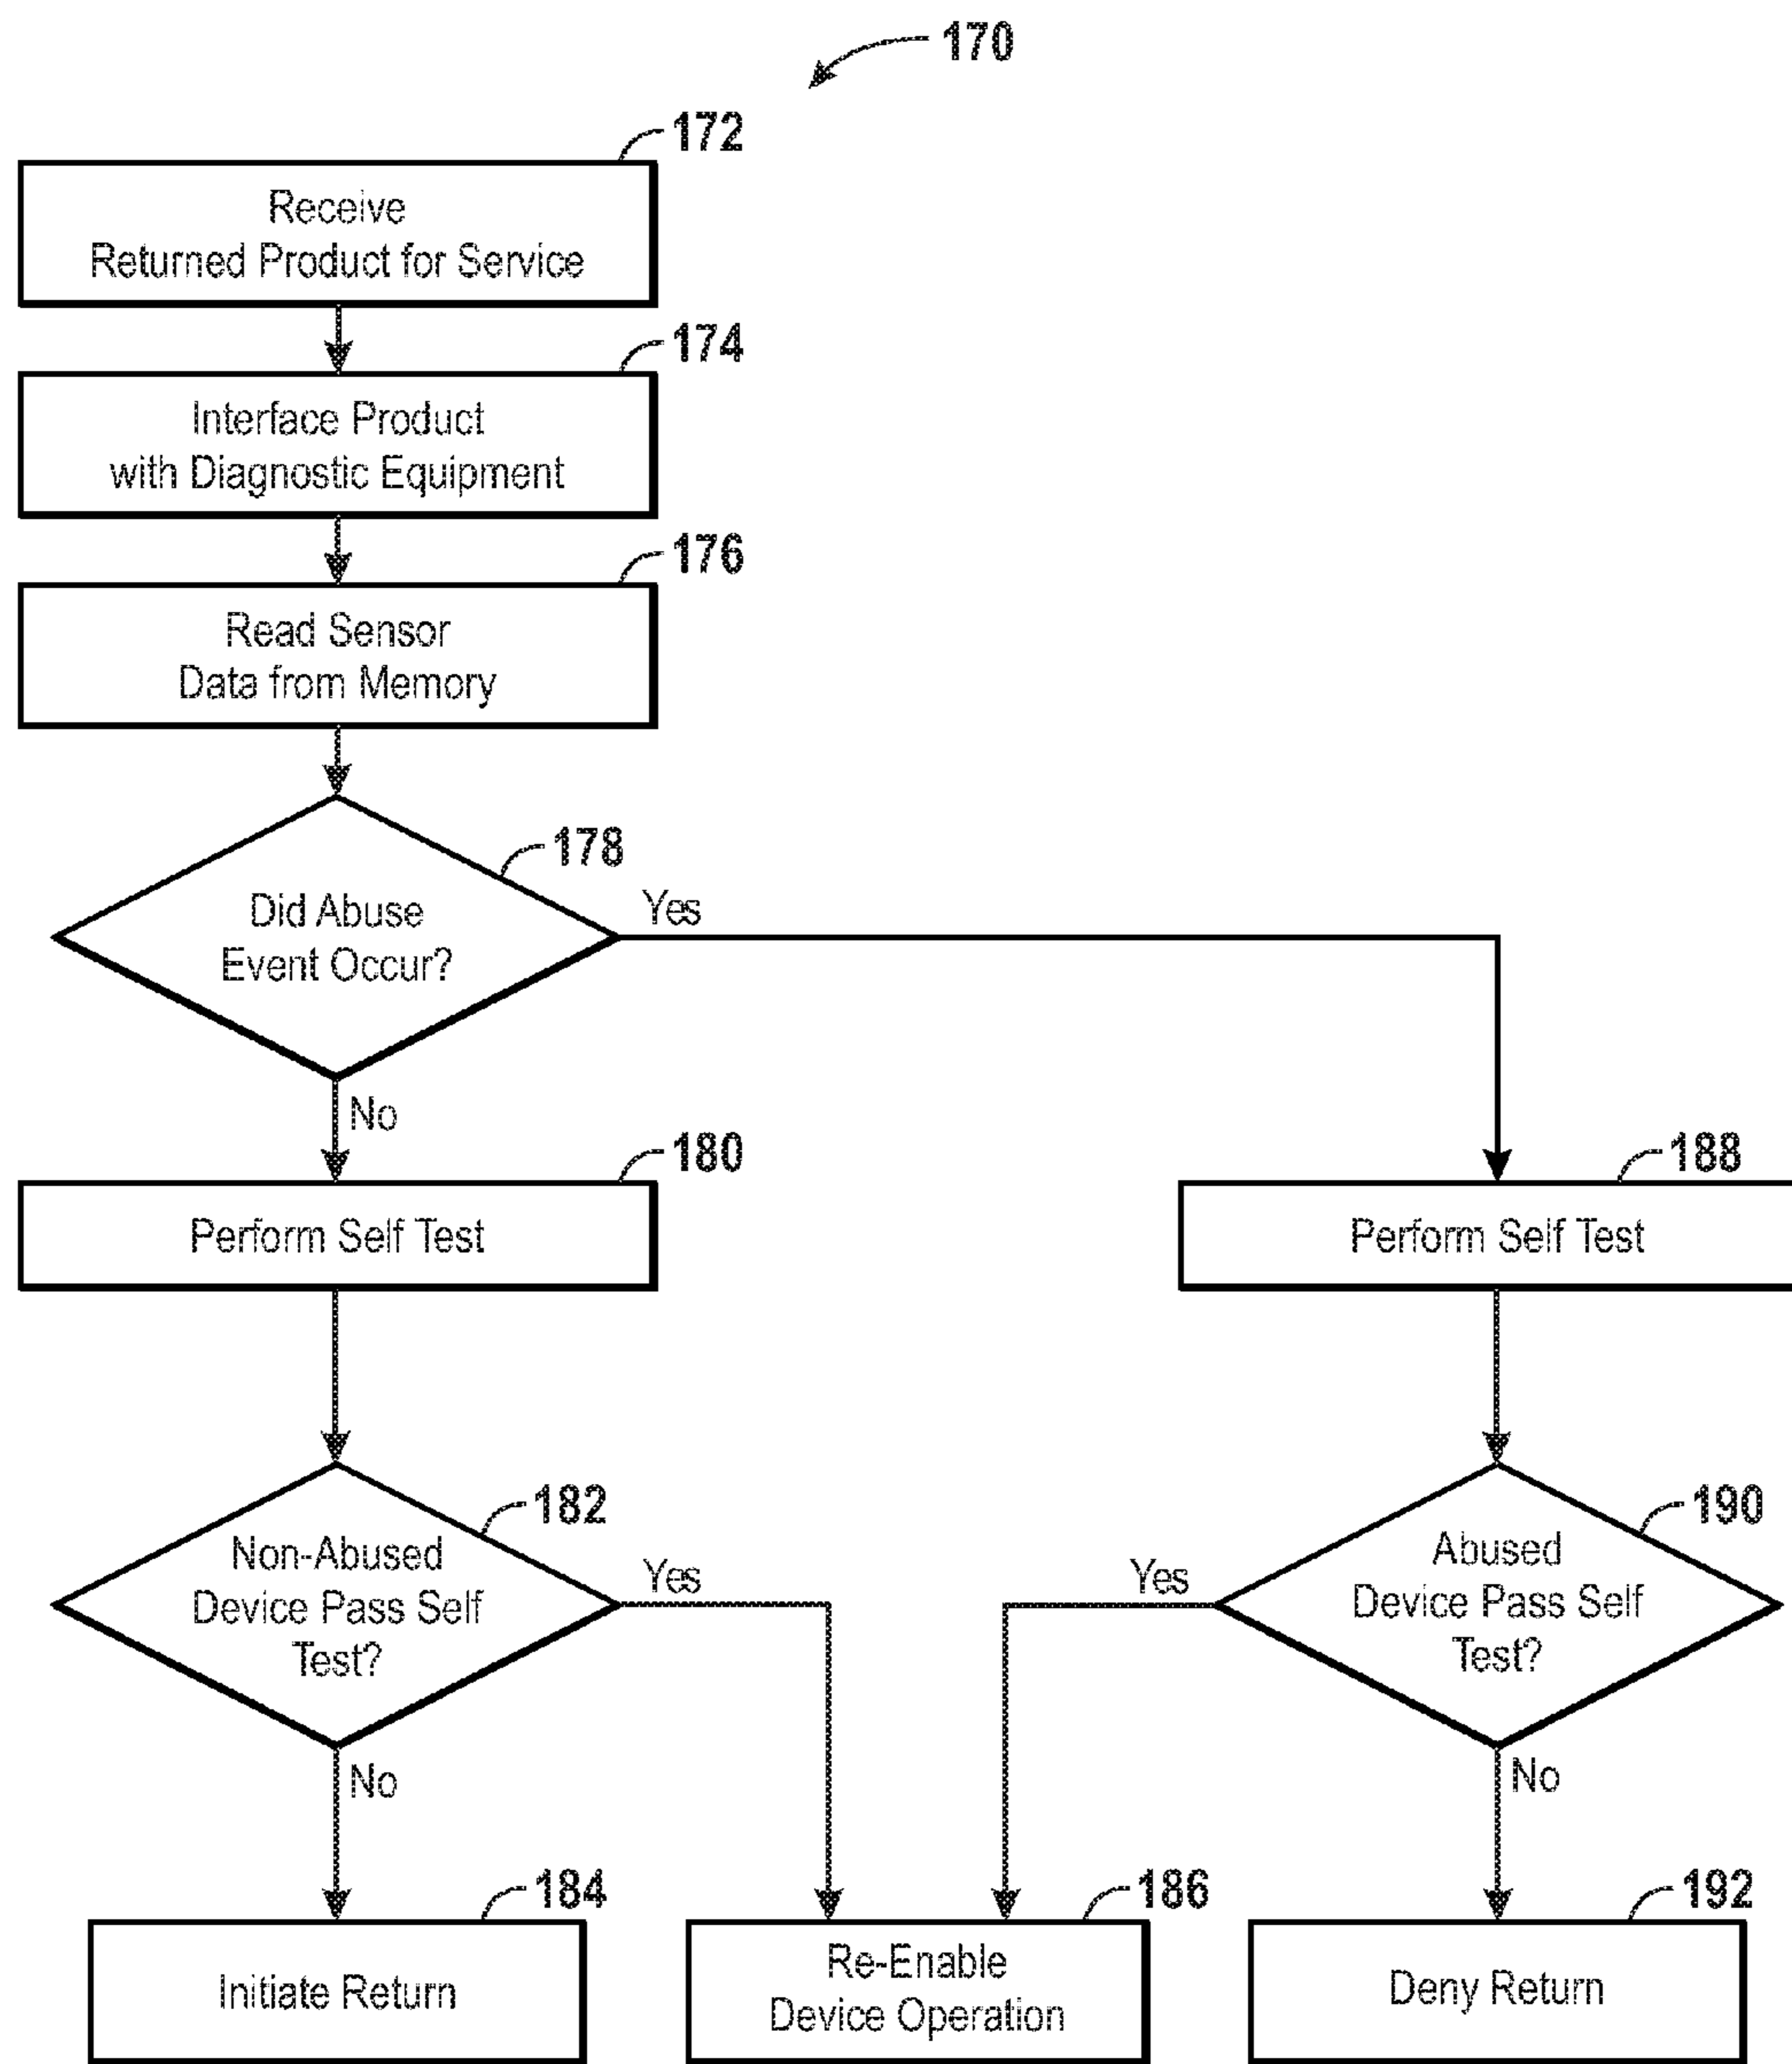 170
172
Receive
Returned Product for Service
174
Interface Product
with Diagnostic Equipment
176
Read Sensor
Data from Memory
178
Did Abuse
Event Occur?
Yes
No
180
Perform Self Test
188
Perform Self Test
182
Non-Abused
Device Pass Self
Test?
Yes
No
190
Abused
Device Pass Self
Test?
Yes
No
184
Initiate Return
186
Re-Enable
Device Operation
192
Deny Return